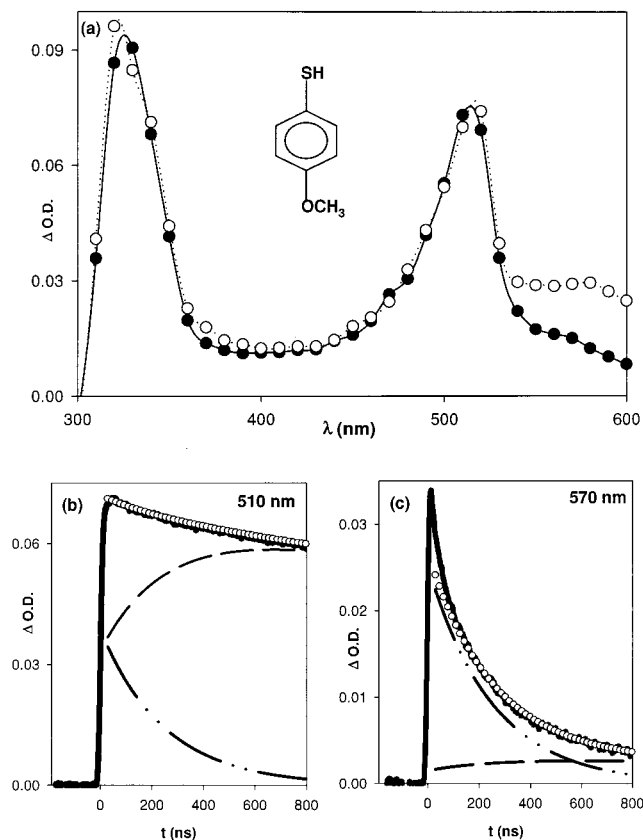 (a)
SH
OCH3
0.09
0.06
0.03
0.00
Δ O.D.
300 400 500 600
λ (nm)
(b) 510 nm
0.06
0.03
0.00
Δ O.D.
0 200 400 600 800
t (ns)
(c) 570 nm
0.03
0.02
0.01
0.00
Δ O.D.
0 200 400 600 800
t (ns)